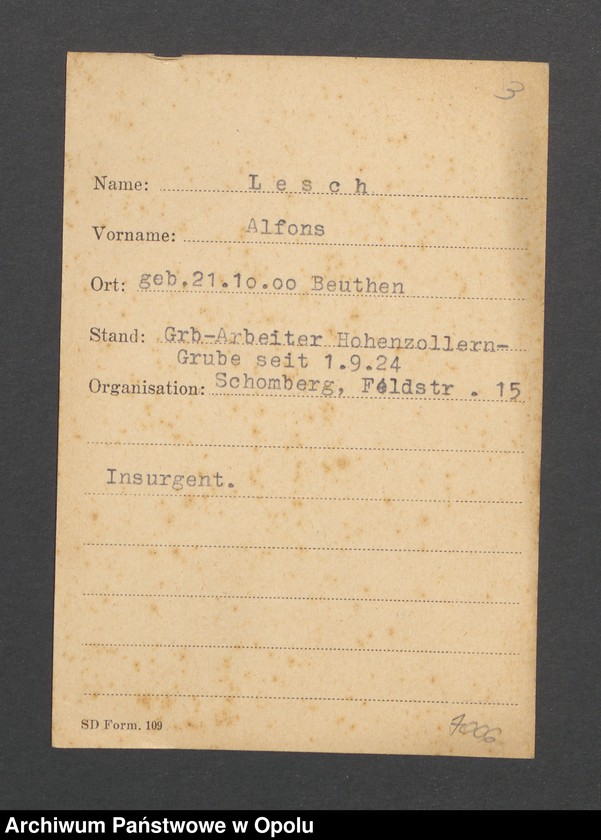 3
Name: Lesch
Vorname: Alfons
Ort: geb.21.10.00 Beuthen
Stand: Grb-Arbeiter Hohenzollern-
Grube seit 1.9.24
Organisation: Schomberg, Feldstr . 15
Insurgent.
SD Form. 109
Archiwum Państwowe w Opolu